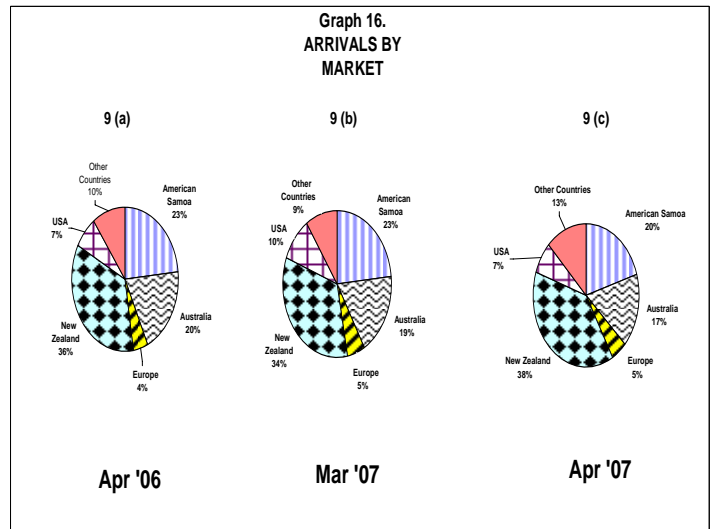 Graph 16.
ARRIVALS BY
MARKET
9 (a)
9 (b)
9 (c)
Other
Countries
10%
American
Samoa
23%
USA
7%
Australia
20%
New
Zealand
36%
Europe
4%
Other
Countries
9%
American
Samoa
23%
USA
10%
Australia
19%
New
Zealand
34%
Europe
5%
Other Countries
13%
American Samoa
20%
USA
7%
Australia
17%
New Zealand
38%
Europe
5%
Apr '06
Mar '07
Apr '07